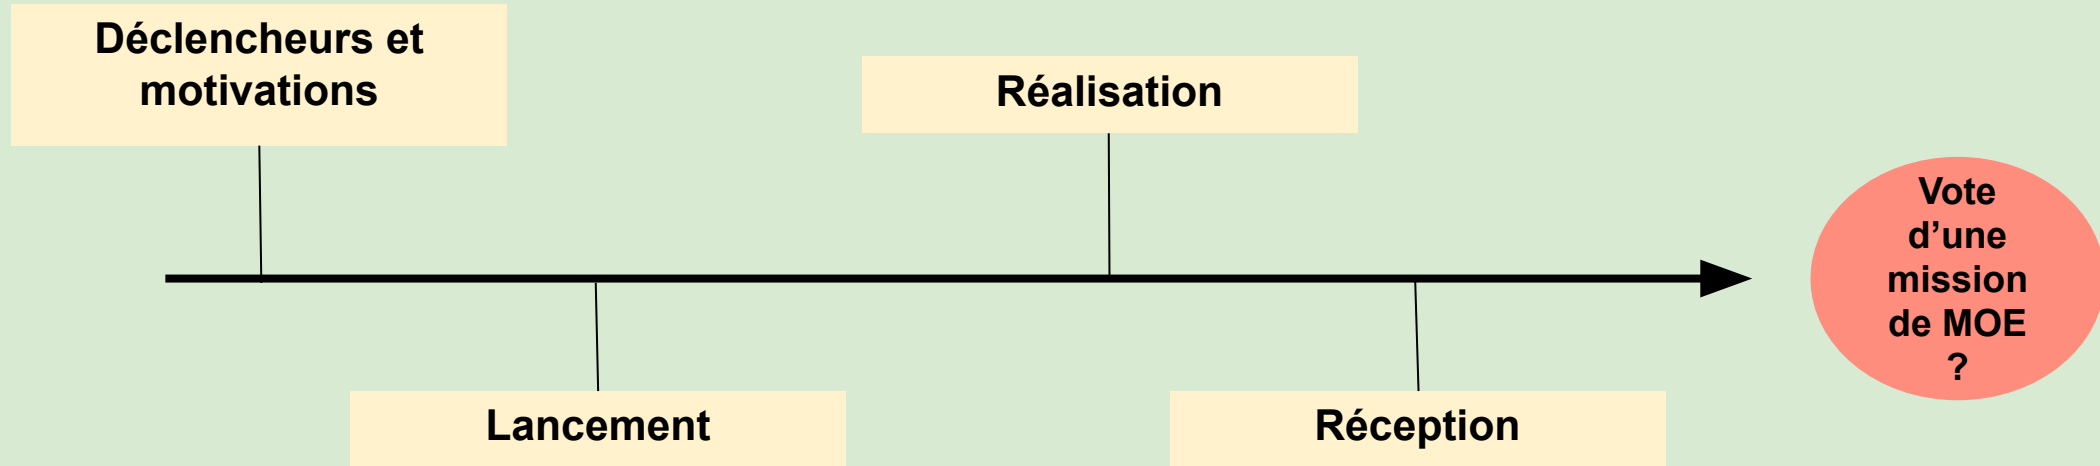 Déclencheurs et
motivations
Réalisation
Lancement
Réception
Vote
d’une
mission
de MOE
?